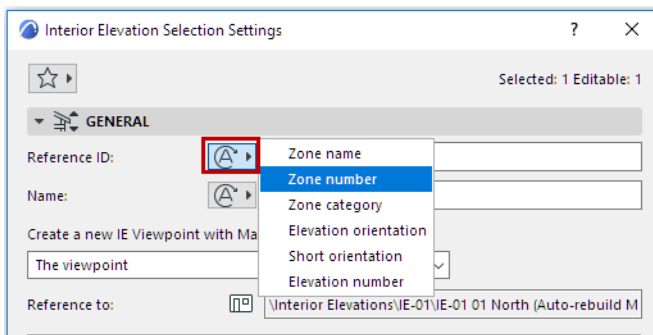 Interior Elevation Selection Settings ? ×
Selected: 1 Editable: 1
GENERAL
Reference ID:
Name:
Zone name
Zone number
Zone category
Elevation orientation
Short orientation
Elevation number
Create a new IE Viewpoint with Ma
The viewpoint
Reference to: \Interior Elevations\IE-01\IE-01 01 North (Auto-rebuild M